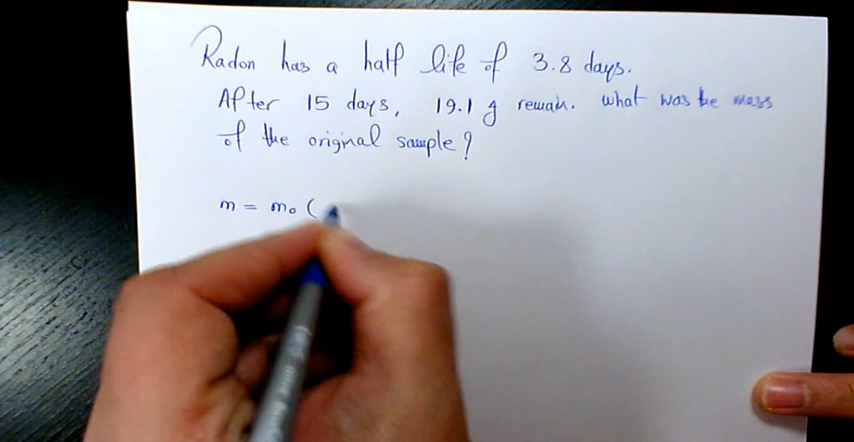 Radon has a half life of 3.8 days.
After 15 days, 19.1 g remain. What was be mass
of the original sample?
m = m₀ (